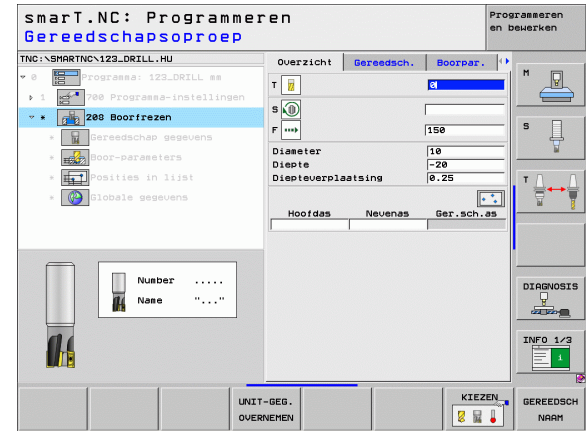 smarT.NC: Programmeren
Gereedschapsoproep
Programmeren
en bewerken
TNC:\SMARTNC\123_DRILL.HU
0 Programma: 123_DRILL mm
1 700 Programma-instellingen
* 208 Boorfrezen
* Gereedschap gegevens
* Boor-parameters
* Posities in lijst
* Globale gegevens
Overzicht Gereedsch. Boorpar.
T 0
S
F 150
Diameter 10
Diepte -20
Diepteverplaatsing 0.25
Hoofdas Nevenas Ger.sch.as
Number .....
Name "..."
M
S
T
DIAGNOSIS
INFO 1/3
i
UNIT-GEG.
OVERNEMEN
KIEZEN
GEREEDSCH
NAAM